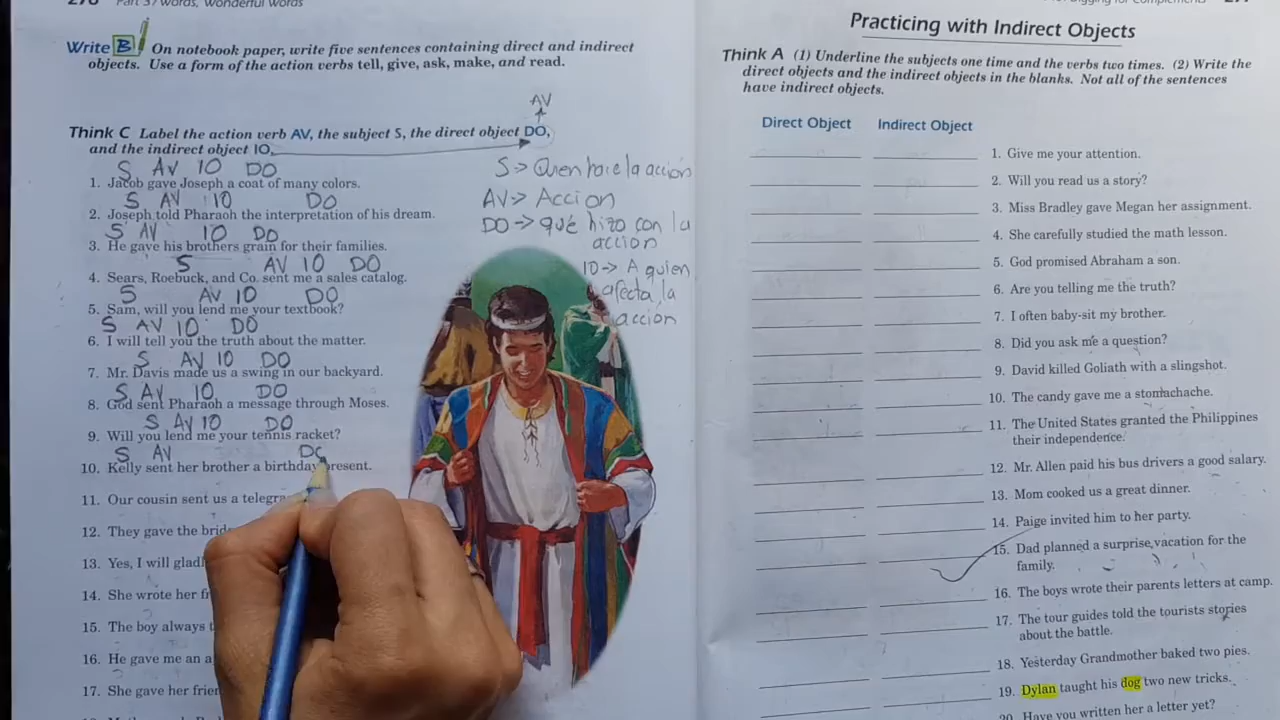 276 Part 3/Words, Wonderful Words
Write B On notebook paper, write five sentences containing direct and indirect
objects. Use a form of the action verbs tell, give, ask, make, and read.
AV
Think C Label the action verb AV, the subject S, the direct object DO,
and the indirect object IO.
S AV IO DO
1. Jacob gave Joseph a coat of many colors.
S AV IO DO
2. Joseph told Pharaoh the interpretation of his dream.
S AV IO DO
3. He gave his brothers grain for their families.
S AV IO DO
4. Sears, Roebuck, and Co. sent me a sales catalog.
S AV IO DO
5. Sam, will you lend me your textbook?
S AV IO DO
6. I will tell you the truth about the matter.
S AV IO DO
7. Mr. Davis made us a swing in our backyard.
S AV IO DO
8. God sent Pharaoh a message through Moses.
S AV IO DO
9. Will you lend me your tennis racket?
S AV DO
10. Kelly sent her brother a birthday present.
11. Our cousin sent us a
12. They gave the
13. Yes, I will
14. She wrote her
15. The boy always
16. He gave me an
17. She gave her
S -> Quien hace la acción
AV -> Accion
DO -> qué hizo con la
accion
IO -> A quien
afecta la
accion
for Complements
Practicing with Indirect Objects
Think A (1) Underline the subjects one time and the verbs two times. (2) Write the
direct objects and the indirect objects in the blanks. Not all of the sentences
have indirect objects.
Direct Object Indirect Object
1. Give me your attention.
2. Will you read us a story?
3. Miss Bradley gave Megan her assignment.
4. She carefully studied the math lesson.
5. God promised Abraham a son.
6. Are you telling me the truth?
7. I often baby-sit my brother.
8. Did you ask me a question?
9. David killed Goliath with a slingshot.
10. The candy gave me a stomachache.
11. The United States granted the Philippines
their independence.
12. Mr. Allen paid his bus drivers a good salary.
13. Mom cooked us a great dinner.
14. Paige invited him to her party.
15. Dad planned a surprise vacation for the
family.
16. The boys wrote their parents letters at camp.
17. The tour guides told the tourists stories
about the battle.
18. Yesterday Grandmother baked two pies.
19. Dylan taught his dog two new tricks.
20. Have you written her a letter yet?